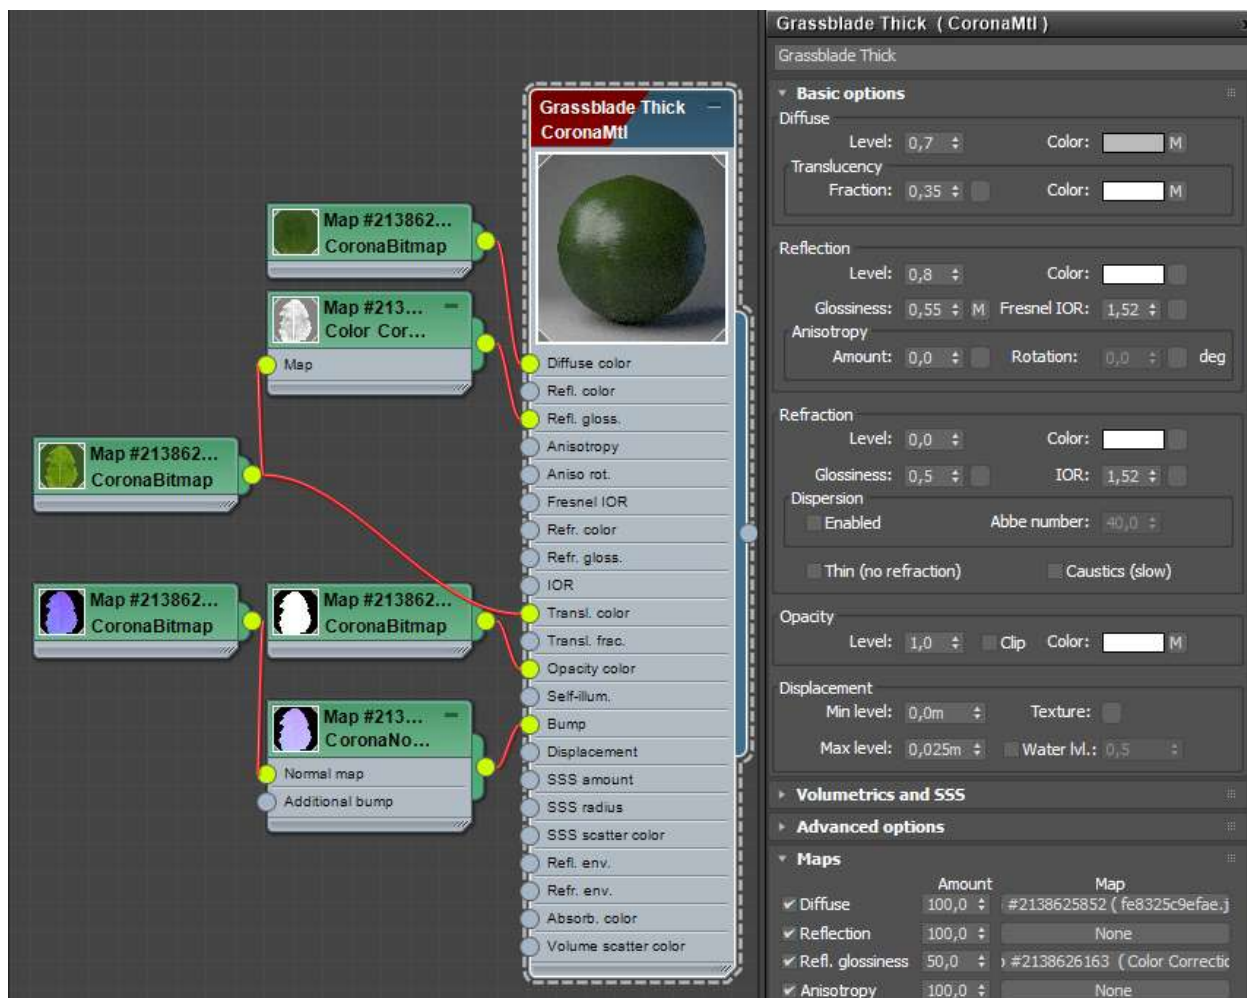 Grassblade Thick ( CoronaMtl )
Grassblade Thick
Basic options
Diffuse
Level: 0,7 Color: M
Translucency
Fraction: 0,35 Color: M
Reflection
Level: 0,8 Color:
Glossiness: 0,55 M Fresnel IOR: 1,52
Anisotropy
Amount: 0,0 Rotation: 0,0 deg
Refraction
Level: 0,0 Color:
Glossiness: 0,5 IOR: 1,52
Dispersion
Enabled Abbe number: 40,0
Thin (no refraction) Caustics (slow)
Opacity
Level: 1,0 Clip Color: M
Displacement
Min level: 0,0m Texture:
Max level: 0,025m Water lvl.: 0,5
Volumetrics and SSS
Advanced options
Maps
Amount Map
Diffuse 100,0 #2138625852 ( fe8325c9efae.j
Reflection 100,0 None
Refl. glossiness 50,0 #2138626163 ( Color Correctic
Anisotropy 100,0 None
Grassblade Thick
CoronaMtl
Diffuse color
Refl. color
Refl. gloss.
Anisotropy
Aniso rot.
Fresnel IOR
Refr. color
Refr. gloss.
IOR
Transl. color
Transl. frac.
Opacity color
Self-illum.
Bump
Displacement
SSS amount
SSS radius
SSS scatter color
Refl. env.
Refr. env.
Absorb. color
Volume scatter color
Map #213862...
CoronaBitmap
Map #213...
Color Cor...
Map
Map #213862...
CoronaBitmap
Map #213862...
CoronaBitmap
Map #213862...
CoronaBitmap
Map #213...
CoronaNo...
Normal map
Additional bump